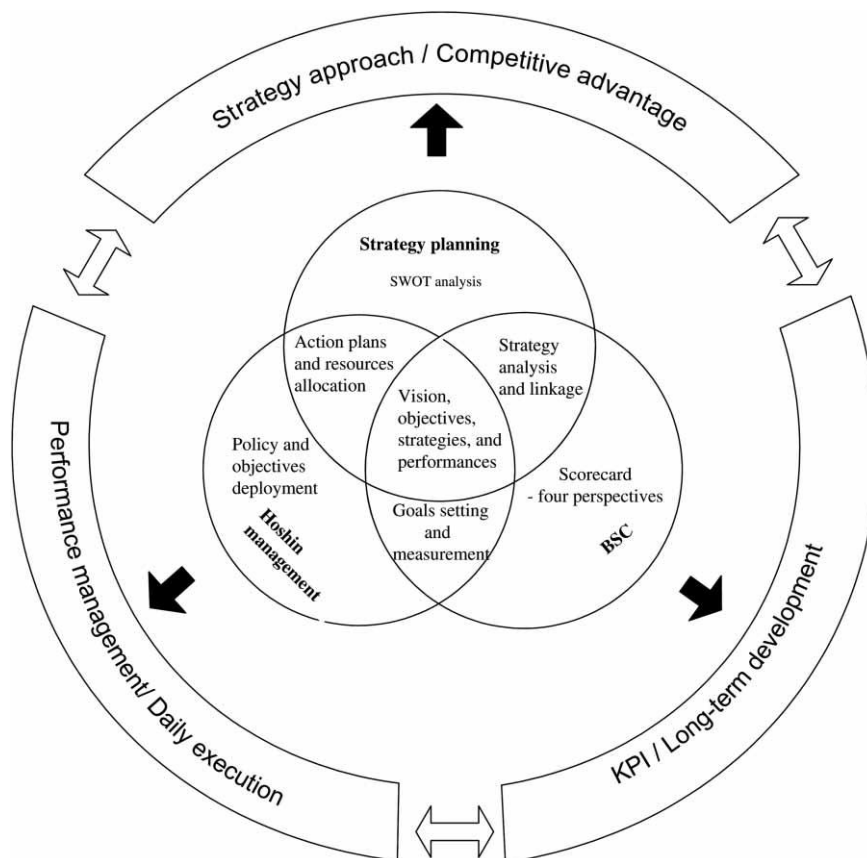 Strategy approach / Competitive advantage
Strategy planning
SWOT analysis
Action plans
and resources
allocation
Strategy
analysis
and linkage
Vision,
objectives,
strategies, and
performances
Policy and
objectives
deployment
Hoshin
management
Scorecard
- four perspectives
BSC
Goals setting
and
measurement
Performance management/ Daily execution
KPI / Long-term development